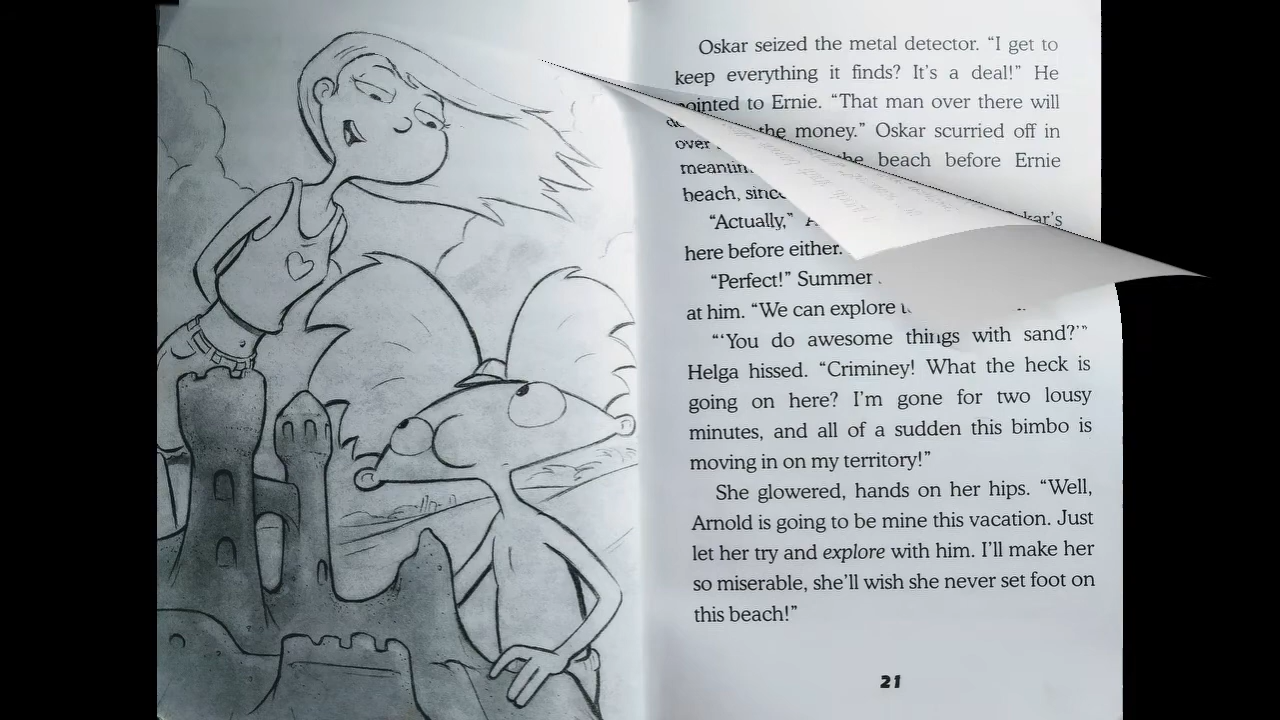 Oskar seized the metal detector. “I get to
keep everything it finds? It’s a deal!” He
pointed to Ernie. “That man over there will
the money.” Oskar scurried off in
over the beach before Ernie
beach, since
“Actually,” Oskar’s
here before either.
“Perfect!” Summer
at him. “We can explore
“‘You do awesome things with sand?’”
Helga hissed. “Criminey! What the heck is
going on here? I’m gone for two lousy
minutes, and all of a sudden this bimbo is
moving in on my territory!”
She glowered, hands on her hips. “Well,
Arnold is going to be mine this vacation. Just
let her try and explore with him. I’ll make her
so miserable, she’ll wish she never set foot on
this beach!”
21